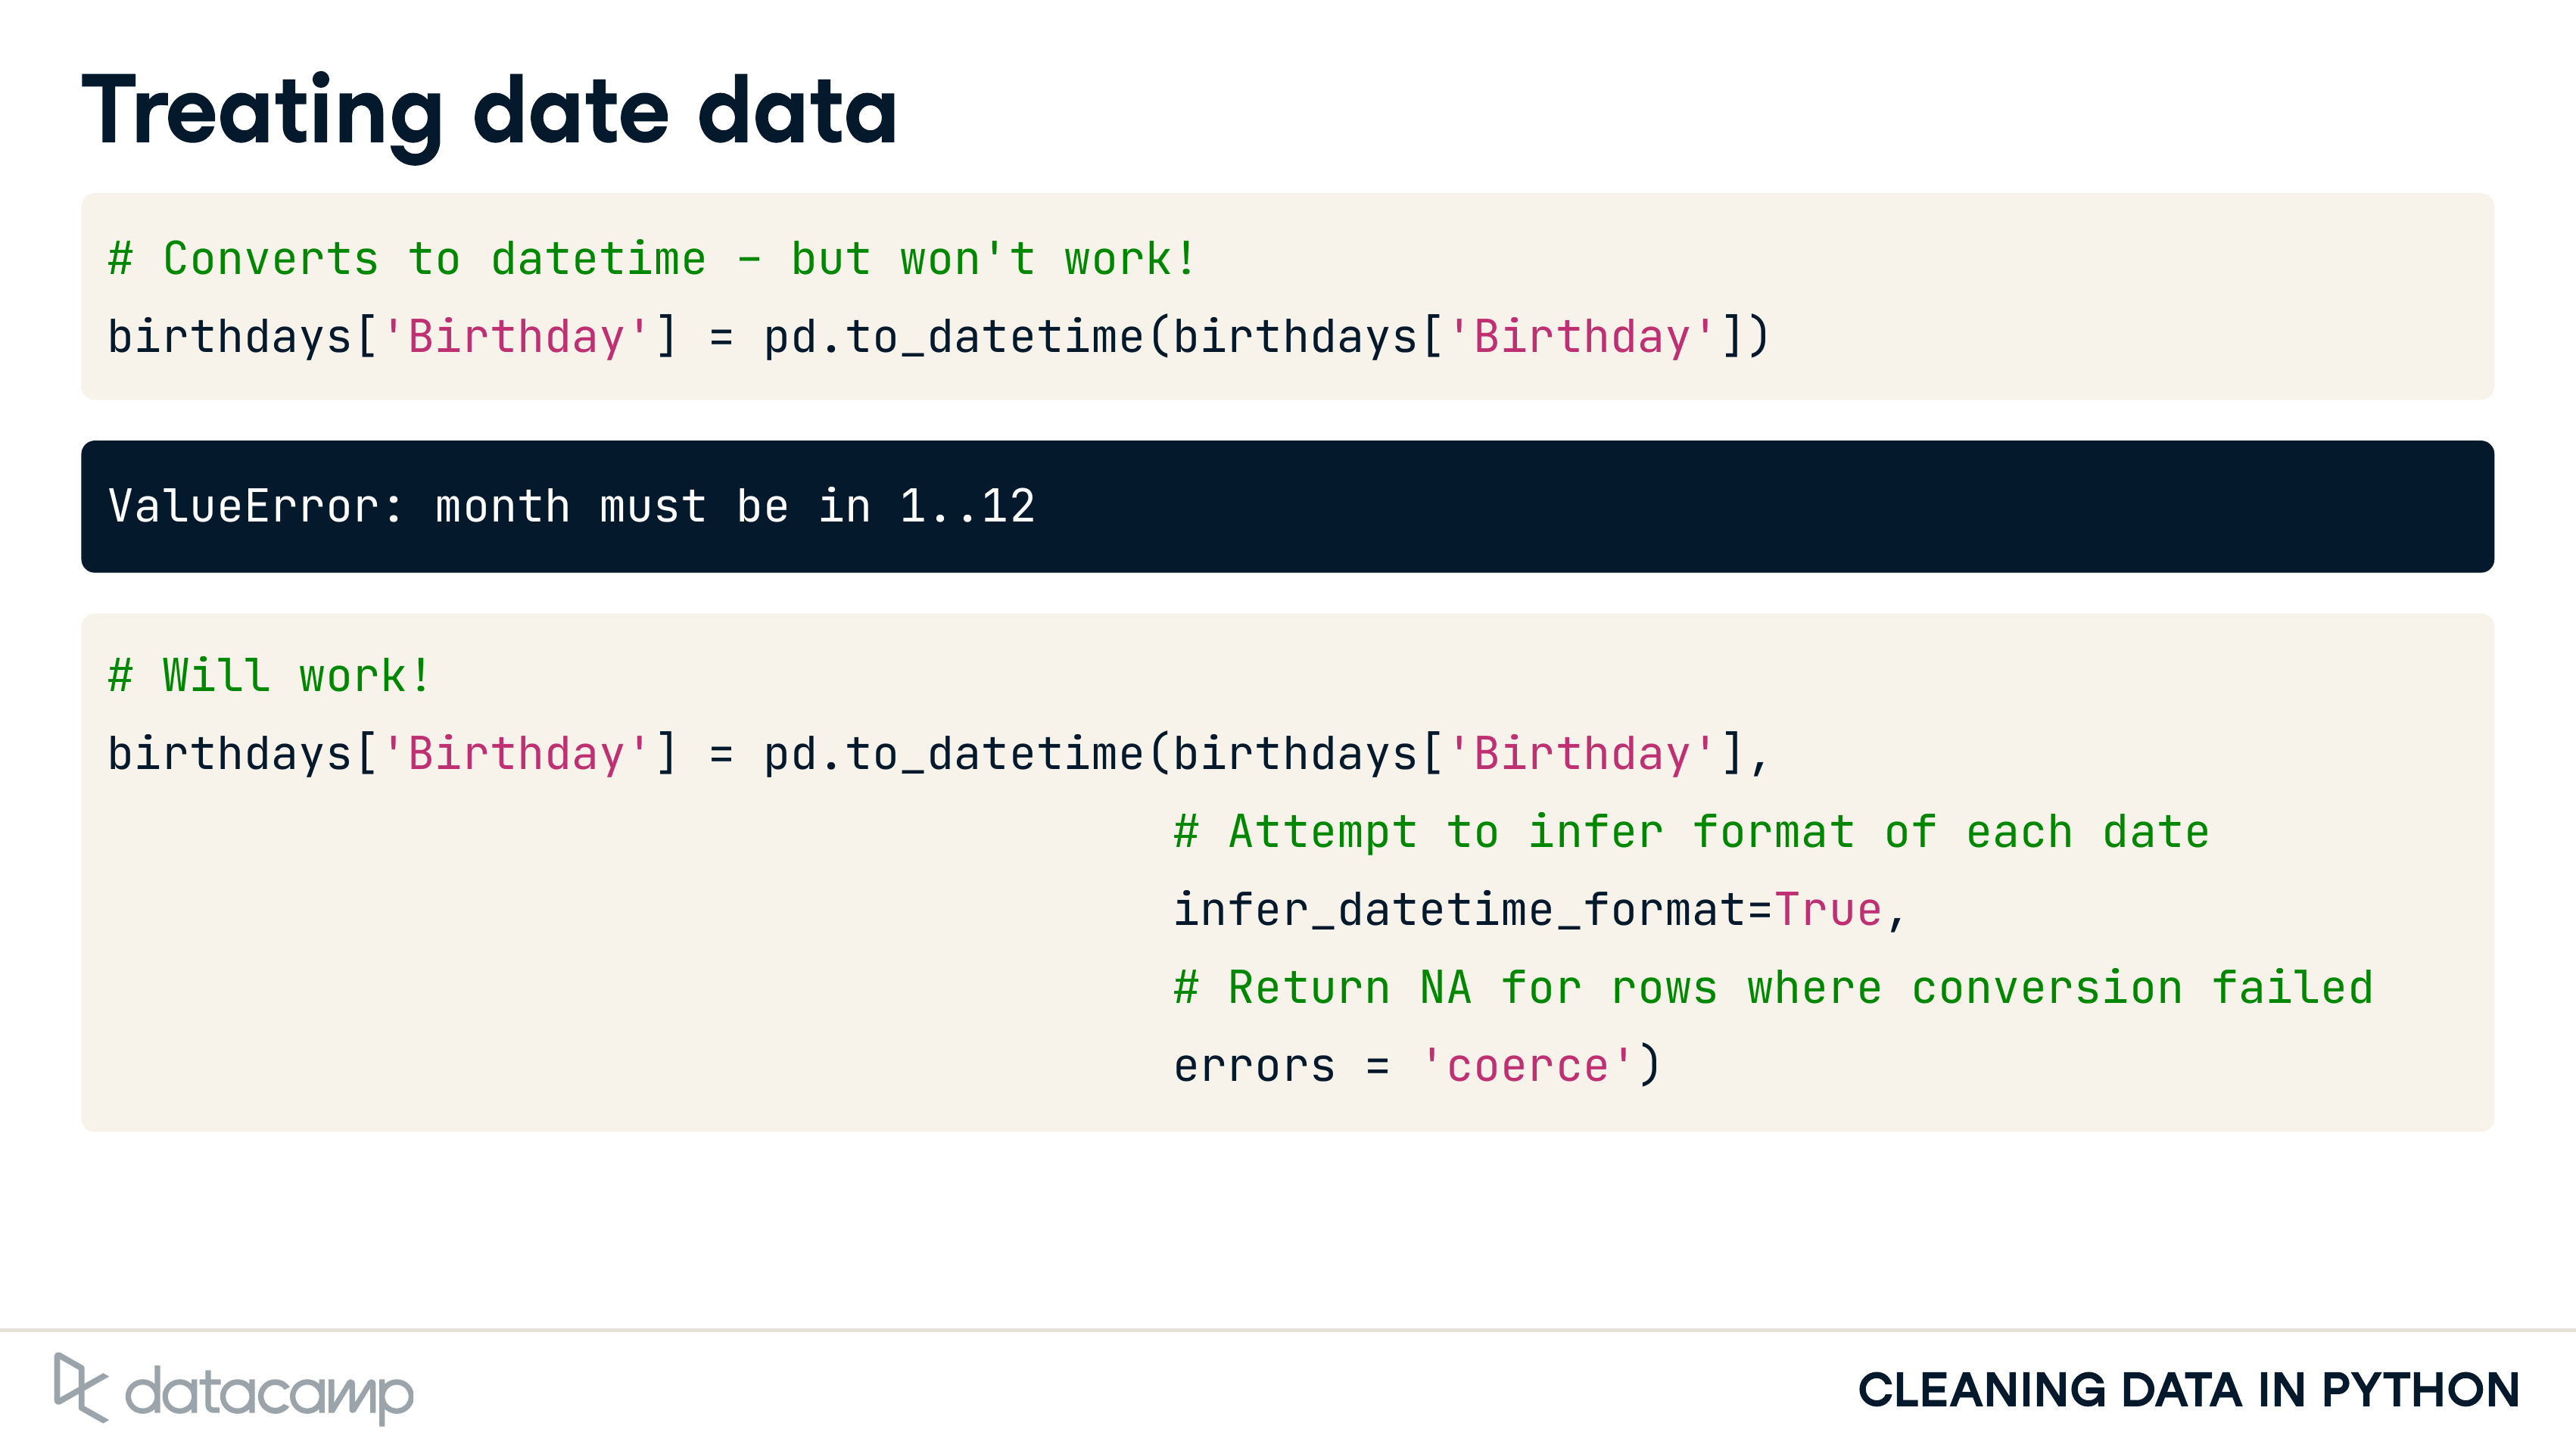 Treating date data
# Converts to datetime - but won't work!
birthdays['Birthday'] = pd.to_datetime(birthdays['Birthday'])
ValueError: month must be in 1..12
# Will work!
birthdays['Birthday'] = pd.to_datetime(birthdays['Birthday'],
# Attempt to infer format of each date
infer_datetime_format=True,
# Return NA for rows where conversion failed
errors = 'coerce')
datacamp
CLEANING DATA IN PYTHON